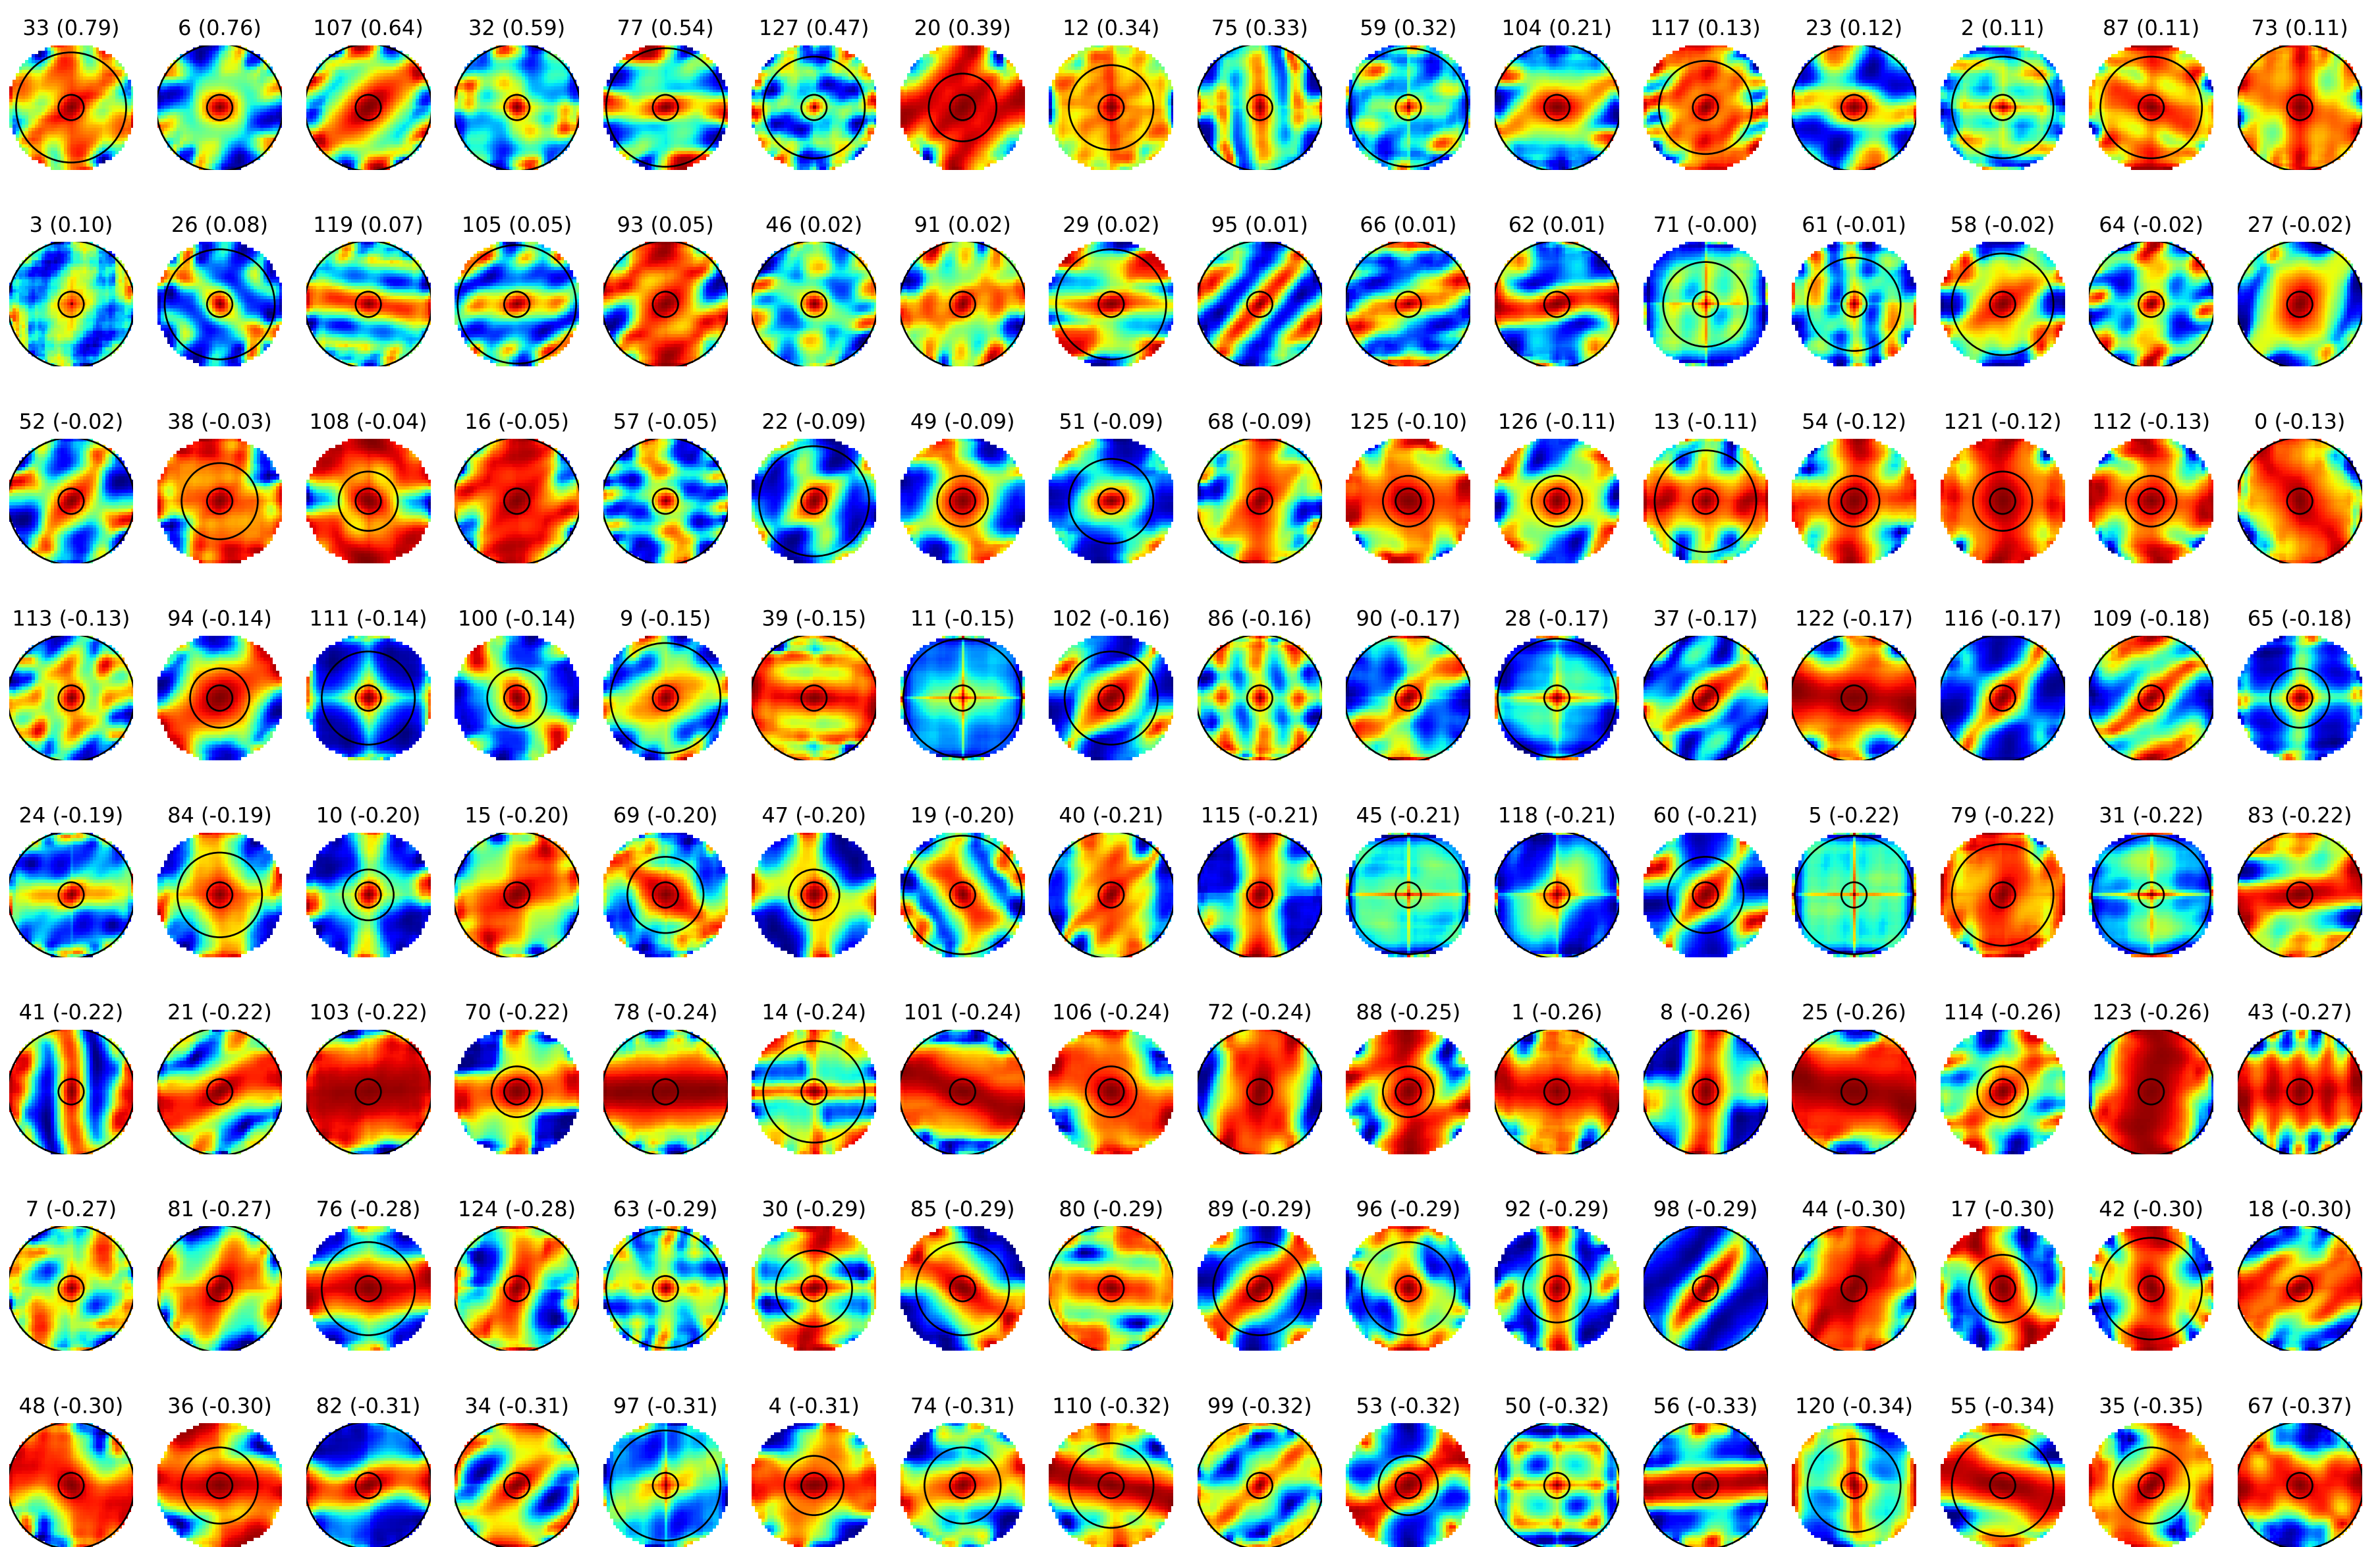 33 (0.79) 6 (0.76) 107 (0.64) 32 (0.59) 77 (0.54) 127 (0.47) 20 (0.39) 12 (0.34) 75 (0.33) 59 (0.32) 104 (0.21) 117 (0.13) 23 (0.12) 2 (0.11) 87 (0.11) 73 (0.11)
3 (0.10) 26 (0.08) 119 (0.07) 105 (0.05) 93 (0.05) 46 (0.02) 91 (0.02) 29 (0.02) 95 (0.01) 66 (0.01) 62 (0.01) 71 (-0.00) 61 (-0.01) 58 (-0.02) 64 (-0.02) 27 (-0.02)
52 (-0.02) 38 (-0.03) 108 (-0.04) 16 (-0.05) 57 (-0.05) 22 (-0.09) 49 (-0.09) 51 (-0.09) 68 (-0.09) 125 (-0.10) 126 (-0.11) 13 (-0.11) 54 (-0.12) 121 (-0.12) 112 (-0.13) 0 (-0.13)
113 (-0.13) 94 (-0.14) 111 (-0.14) 100 (-0.14) 9 (-0.15) 39 (-0.15) 11 (-0.15) 102 (-0.16) 86 (-0.16) 90 (-0.17) 28 (-0.17) 37 (-0.17) 122 (-0.17) 116 (-0.17) 109 (-0.18) 65 (-0.18)
24 (-0.19) 84 (-0.19) 10 (-0.20) 15 (-0.20) 69 (-0.20) 47 (-0.20) 19 (-0.20) 40 (-0.21) 115 (-0.21) 45 (-0.21) 118 (-0.21) 60 (-0.21) 5 (-0.22) 79 (-0.22) 31 (-0.22) 83 (-0.22)
41 (-0.22) 21 (-0.22) 103 (-0.22) 70 (-0.22) 78 (-0.24) 14 (-0.24) 101 (-0.24) 106 (-0.24) 72 (-0.24) 88 (-0.25) 1 (-0.26) 8 (-0.26) 25 (-0.26) 114 (-0.26) 123 (-0.26) 43 (-0.27)
7 (-0.27) 81 (-0.27) 76 (-0.28) 124 (-0.28) 63 (-0.29) 30 (-0.29) 85 (-0.29) 80 (-0.29) 89 (-0.29) 96 (-0.29) 92 (-0.29) 98 (-0.29) 44 (-0.30) 17 (-0.30) 42 (-0.30) 18 (-0.30)
48 (-0.30) 36 (-0.30) 82 (-0.31) 34 (-0.31) 97 (-0.31) 4 (-0.31) 74 (-0.31) 110 (-0.32) 99 (-0.32) 53 (-0.32) 50 (-0.32) 56 (-0.33) 120 (-0.34) 55 (-0.34) 35 (-0.35) 67 (-0.37)